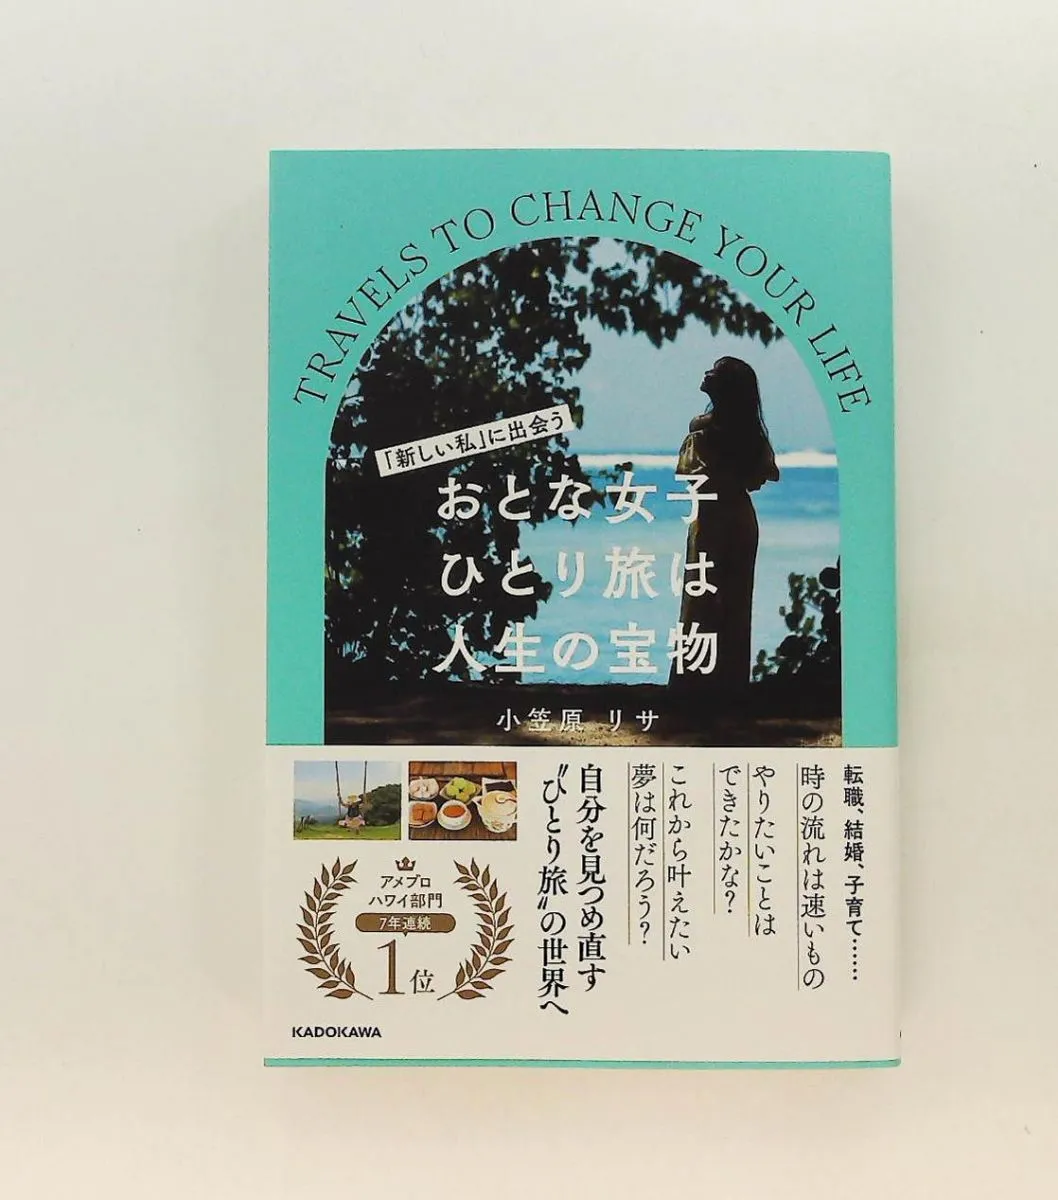 TRAVELS TO CHANGE YOUR LIFE
「新しい私」に出会う
おとな女子
ひとり旅は
人生の宝物
小笠原 リサ
転職、結婚、子育て……
時の流れは速いもの
やりたいことは
できたかな?
これから叶えたい
夢は何だろう?
自分を見つめ直す
"ひとり旅"の世界へ
アメブロ
ハワイ部門
7年連続
1位
KADOKAWA